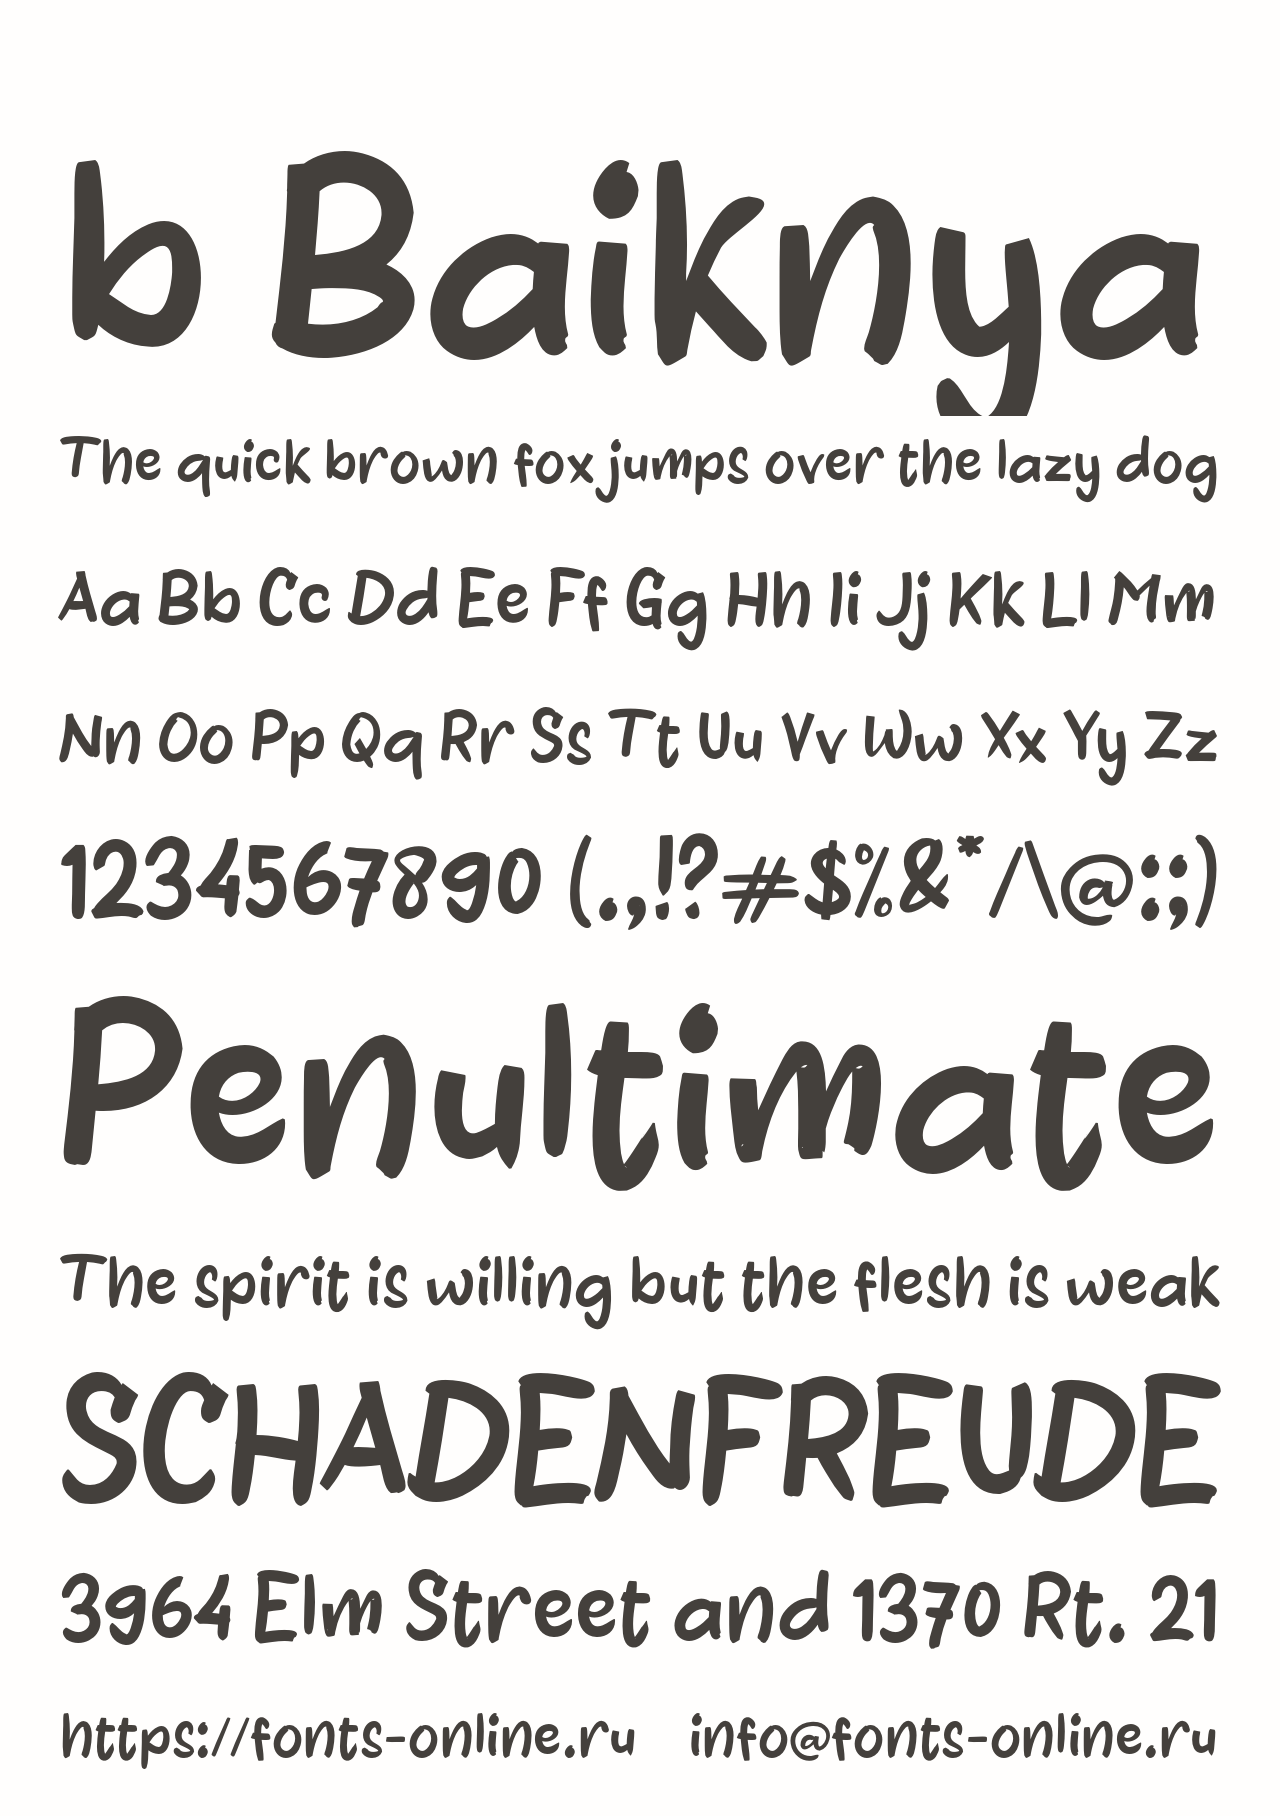 b Baiknya
The quick brown fox jumps over the lazy dog
Aa Bb Cc Dd Ee Ff Gg Hh Ii Jj Kk Ll Mm
Nn Oo Pp Qq Rr Ss Tt Uu Vv Ww Xx Yy Zz
1234567890 (.,!?#$%&*/\@:;)
Penultimate
The spirit is willing but the flesh is weak
SCHADENFREUDE
3964 Elm Street and 1370 Rt. 21
https://fonts-online.ru info@fonts-online.ru